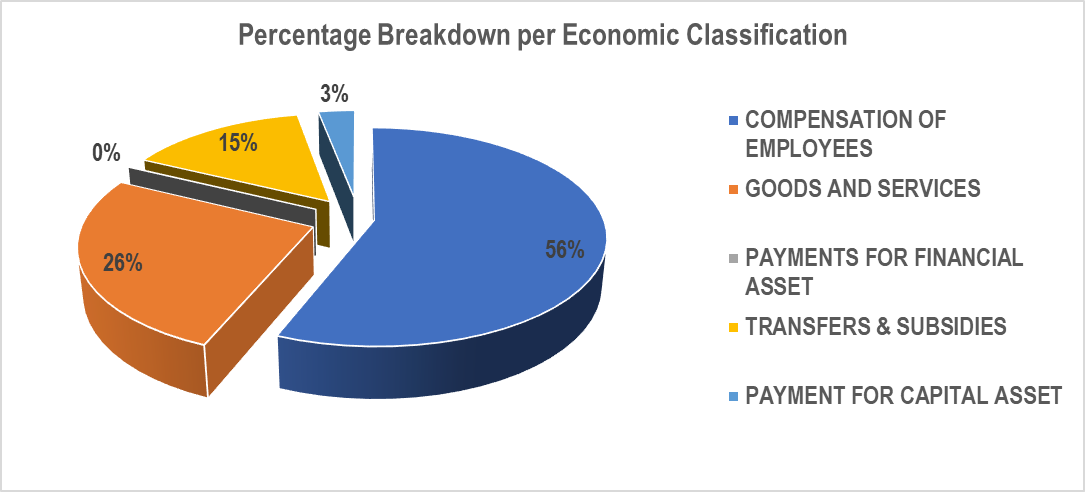 Percentage Breakdown per Economic Classification
3%
15%
0%
26%
56%
COMPENSATION OF
EMPLOYEES
GOODS AND SERVICES
PAYMENTS FOR FINANCIAL
ASSET
TRANSFERS & SUBSIDIES
PAYMENT FOR CAPITAL ASSET